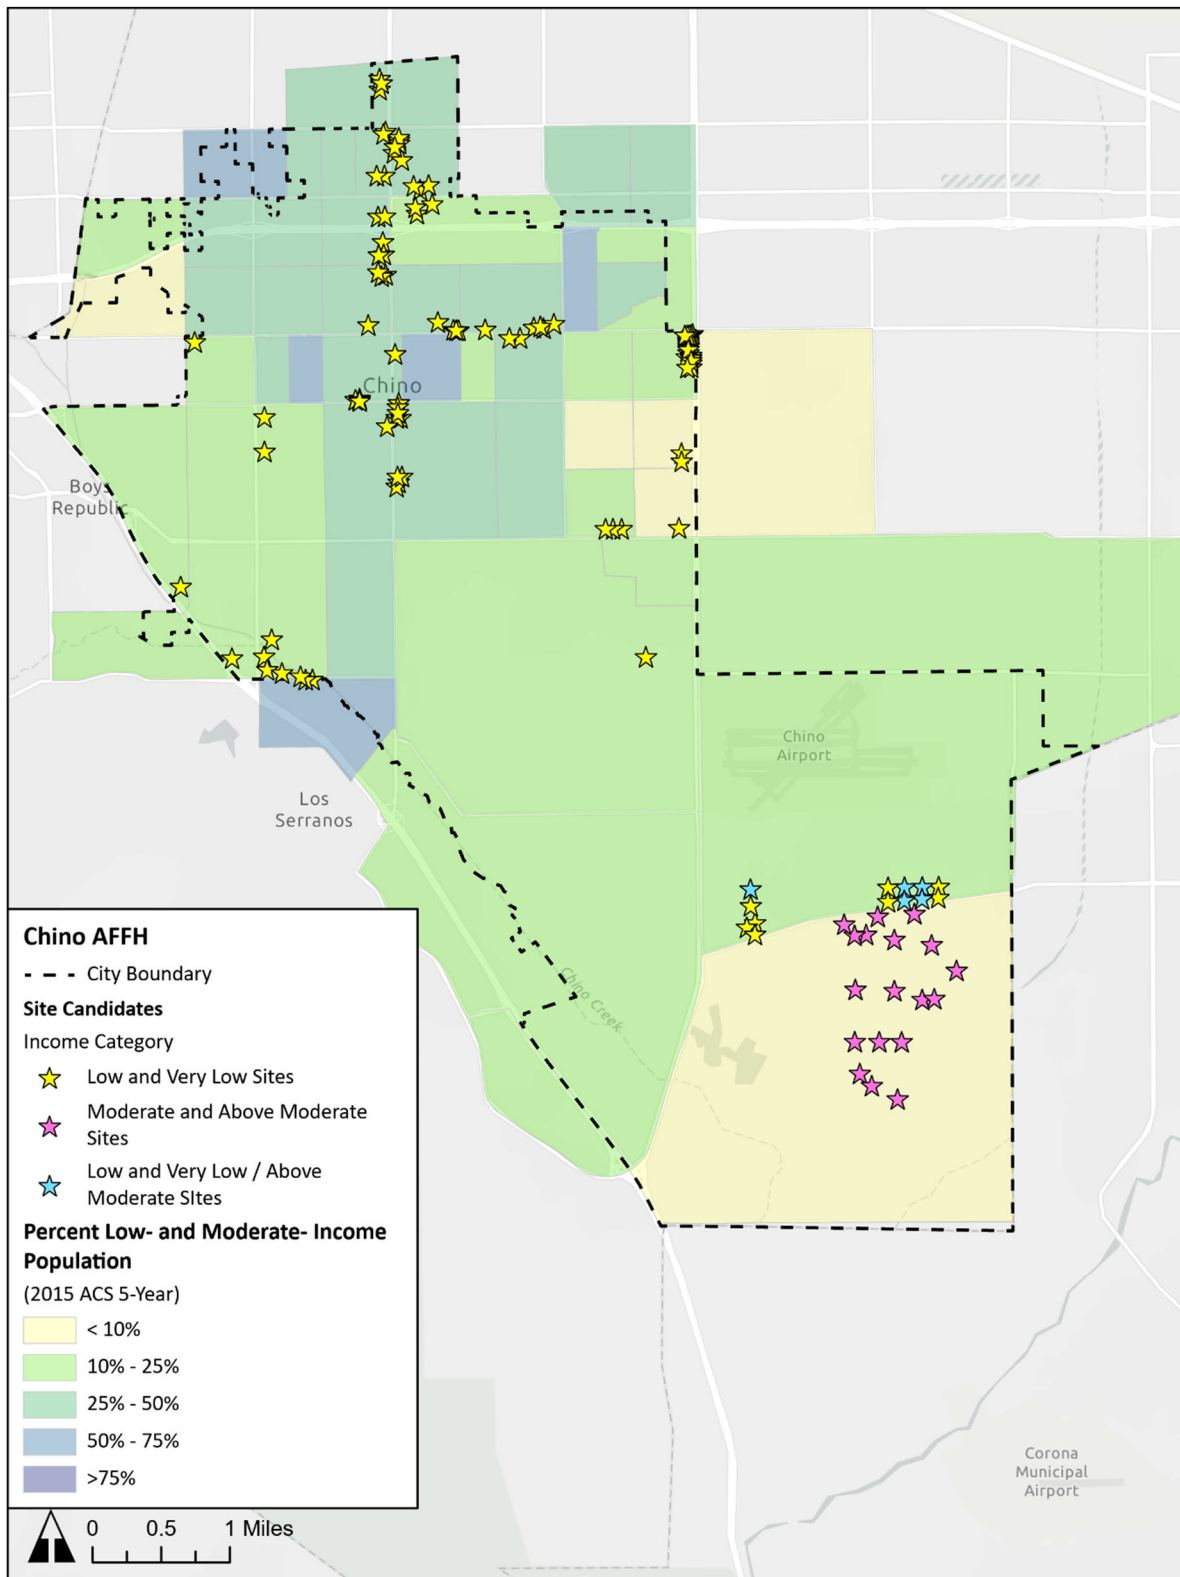 Chino
Boys
Republic
Chino
Airport
Los
Serranos
Chino Creek
Chino AFFH
City Boundary
Site Candidates
Income Category
Low and Very Low Sites
Moderate and Above Moderate
Sites
Low and Very Low / Above
Moderate SItes
Percent Low- and Moderate- Income
Population
(2015 ACS 5-Year)
< 10%
10% - 25%
25% - 50%
50% - 75%
>75%
Corona
Municipal
Airport
0 0.5 1 Miles